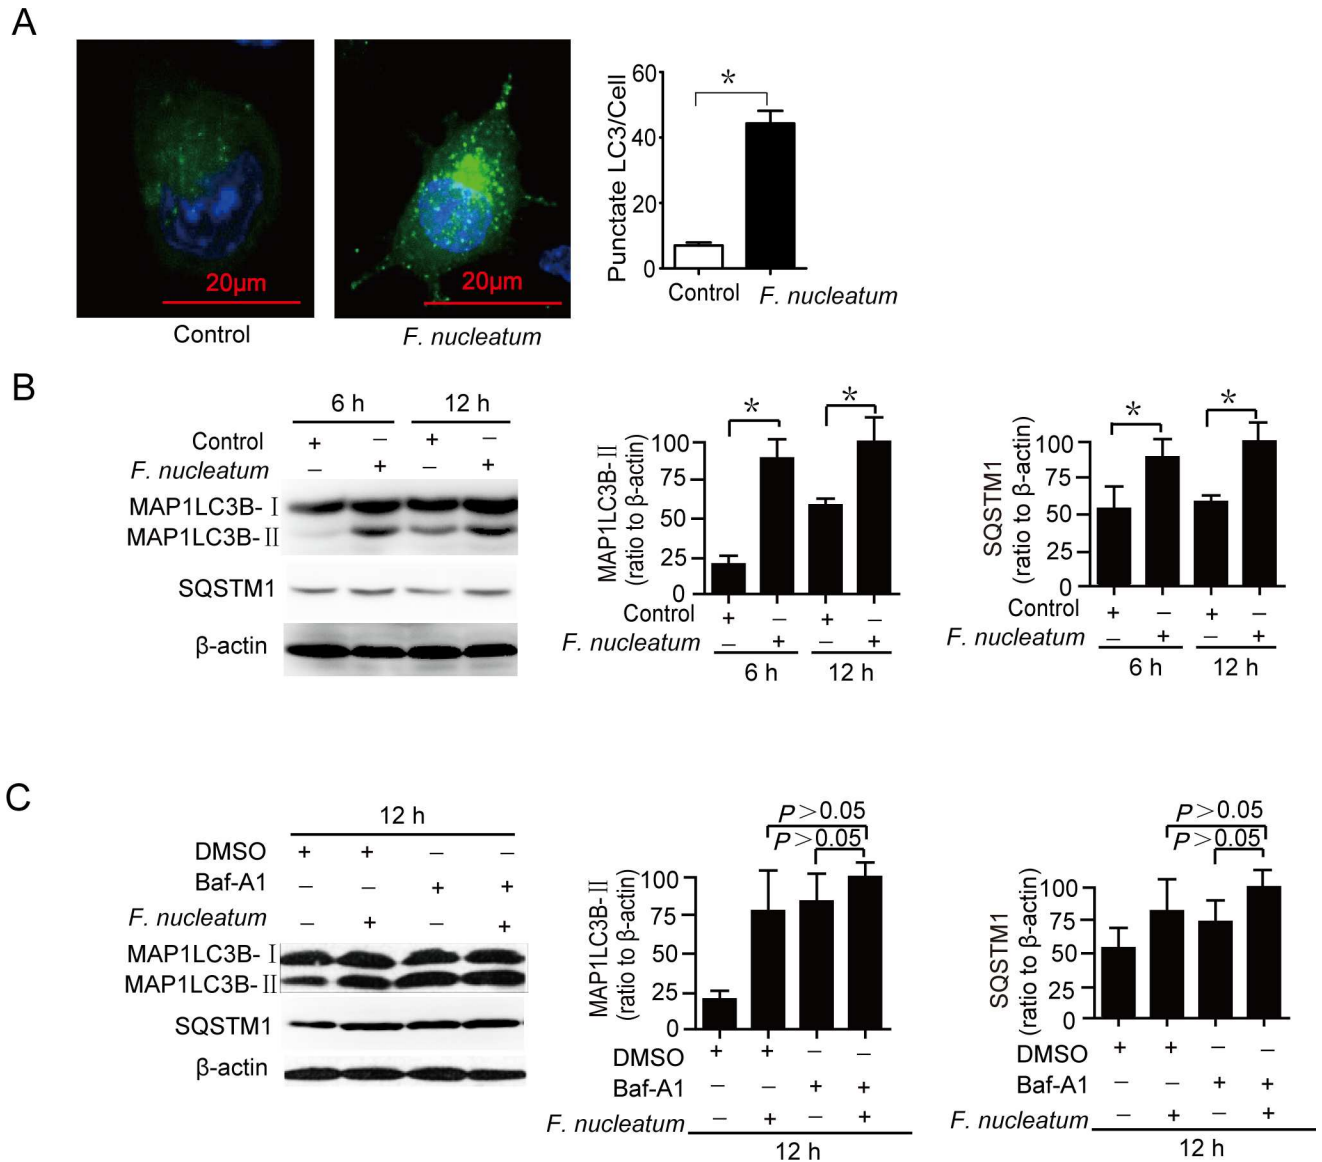 A
20μm
20μm
Control
F. nucleatum
Punctate LC3/Cell
60
40
20
0
*
Control
F. nucleatum
B
6 h
12 h
Control + − + −
F. nucleatum − + − +
MAP1LC3B- Ⅰ
MAP1LC3B-Ⅱ
SQSTM1
β-actin
MAP1LC3B-Ⅱ
(ratio to β-actin)
100
75
50
25
0
*
*
Control + − + −
F. nucleatum − + − +
6 h
12 h
SQSTM1
(ratio to β-actin)
100
75
50
25
0
*
*
Control + − + −
F. nucleatum − + − +
6 h
12 h
C
12 h
DMSO + + − −
Baf-A1 − − + +
F. nucleatum − + − +
MAP1LC3B- Ⅰ
MAP1LC3B-Ⅱ
SQSTM1
β-actin
MAP1LC3B-Ⅱ
(ratio to β-actin)
100
75
50
25
0
P＞0.05
P＞0.05
DMSO + + − −
Baf-A1 − − + +
F. nucleatum − + − +
12 h
SQSTM1
(ratio to β-actin)
100
75
50
25
0
P＞0.05
P＞0.05
DMSO + + − −
Baf-A1 − − + +
F. nucleatum − + − +
12 h